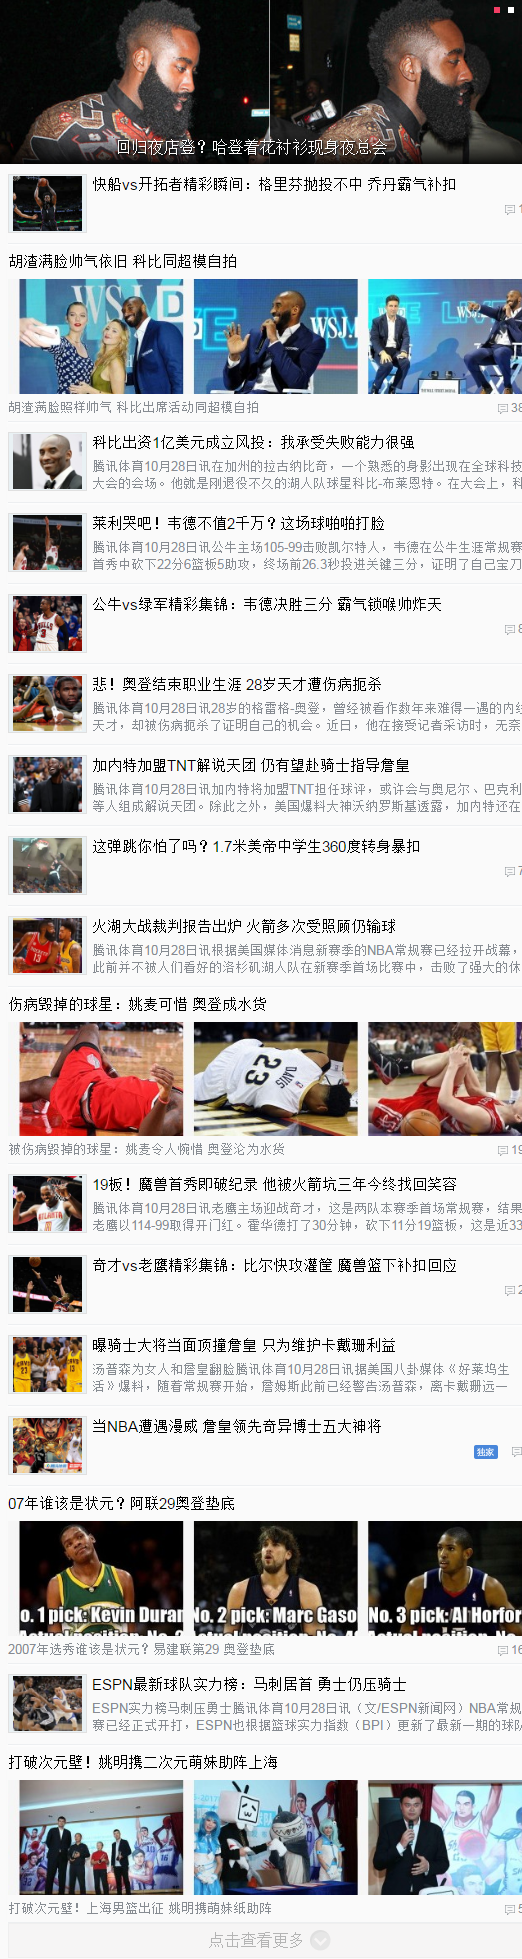 回归夜店登？哈登着花衬衫现身夜总会
快船vs开拓者精彩瞬间：格里芬抛投不中 乔丹霸气补扣
1
胡渣满脸帅气依旧 科比同超模自拍
WSJ.D
WSJ.
LIVE
胡渣满脸照样帅气 科比出席活动同超模自拍
38
科比出资1亿美元成立风投：我承受失败能力很强
腾讯体育10月28日讯在加州的拉古纳比奇，一个熟悉的身影出现在全球科技
大会的会场。他就是刚退役不久的湖人队球星科比-布莱恩特。在大会上，科
莱利哭吧！韦德不值2千万？这场球啪啪打脸
腾讯体育10月28日讯公牛主场105-99击败凯尔特人，韦德在公牛生涯常规赛
首秀中砍下22分6篮板5助攻，终场前26.3秒投进关键三分，证明了自己宝刀
公牛vs绿军精彩集锦：韦德决胜三分 霸气锁喉帅炸天
8
悲！奥登结束职业生涯 28岁天才遭伤病扼杀
腾讯体育10月28日讯28岁的格雷格-奥登，曾经被看作数年来难得一遇的内线
天才，却被伤病扼杀了证明自己的机会。近日，他在接受记者采访时，无奈
加内特加盟TNT解说天团 仍有望赴骑士指导詹皇
腾讯体育10月28日讯加内特将加盟TNT担任球评，或许会与奥尼尔、巴克利
等人组成解说天团。除此之外，美国爆料大神沃纳罗斯基透露，加内特还在
这弹跳你怕了吗？1.7米美帝中学生360度转身暴扣
7
火湖大战裁判报告出炉 火箭多次受照顾仍输球
腾讯体育10月28日讯根据美国媒体消息新赛季的NBA常规赛已经拉开战幕，
此前并不被人们看好的洛杉矶湖人队在新赛季首场比赛中，击败了强大的休
伤病毁掉的球星：姚麦可惜 奥登成水货
DAVIS
23
被伤病毁掉的球星：姚麦令人惋惜 奥登沦为水货
19
19板！魔兽首秀即破纪录 他被火箭坑三年今终找回笑容
腾讯体育10月28日讯老鹰主场迎战奇才，这是两队本赛季首场常规赛，结果
老鹰以114-99取得开门红。霍华德打了30分钟，砍下11分19篮板，这是近33
奇才vs老鹰精彩集锦：比尔快攻灌筐 魔兽篮下补扣回应
2
曝骑士大将当面顶撞詹皇 只为维护卡戴珊利益
汤普森为女人和詹皇翻脸腾讯体育10月28日讯据美国八卦媒体《好莱坞生
活》爆料，随着常规赛开始，詹姆斯此前已经警告汤普森，离卡戴珊远一
当NBA遭遇漫威 詹皇领先奇异博士五大神将
独家
07年谁该是状元？阿联29奥登垫底
o. 1 pick: Kevin Duran
No. 2 pick: Marc Gaso
No. 3 pick: Al Horfor
2007年选秀谁该是状元？易建联第29 奥登垫底
16
ESPN最新球队实力榜：马刺居首 勇士仍压骑士
ESPN实力榜马刺压勇士腾讯体育10月28日讯（文/ESPN新闻网）NBA常规
赛已经正式开打，ESPN也根据篮球实力指数（BPI）更新了最新一期的球队
打破次元壁！姚明携二次元萌妹助阵上海
打破次元壁！上海男篮出征 姚明携萌妹纸助阵
5
点击查看更多